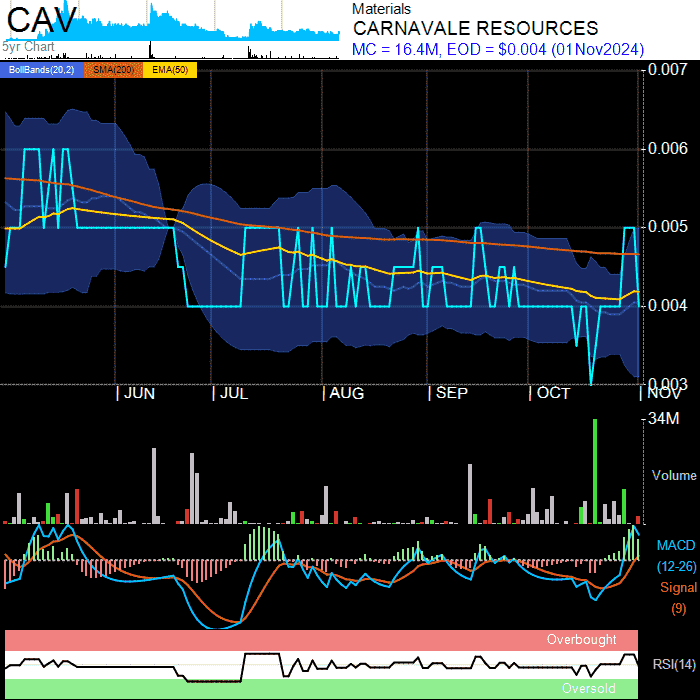 CAV
5yr Chart
Materials
CARNAVALE RESOURCES
MC = 16.4M, EOD = $0.004 (01Nov2024)
BollBands(20,2) SMA(200) EMA(50)
0.007
0.006
0.005
0.004
0.003
JUN JUL AUG SEP OCT NOV
34M
Volume
MACD
(12-26)
Signal
(9)
Overbought
RSI(14)
Oversold